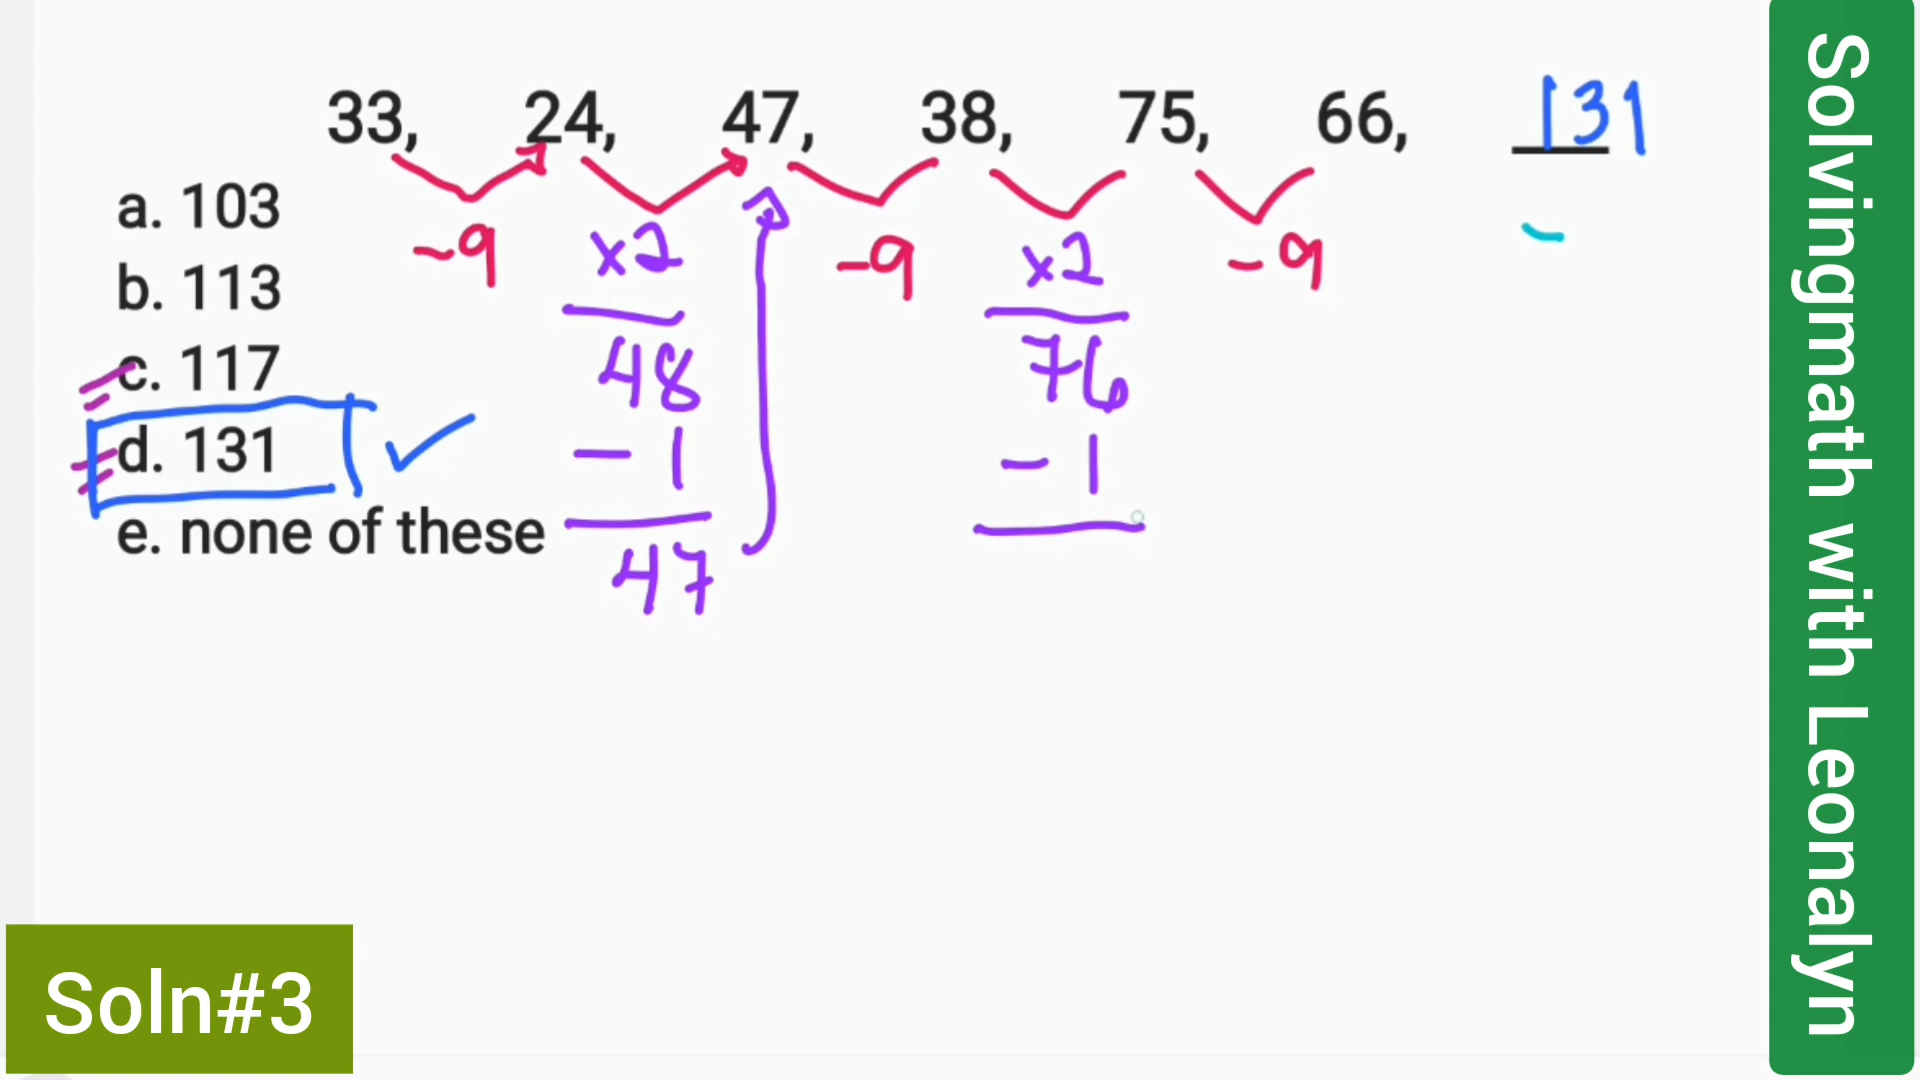 33, 24, 47, 38, 75, 66, 131
a. 103
b. 113
c. 117
d. 131
e. none of these
-9 x2 -9 x2 -9 -
48 76
- 1 - 1
47
Soln#3
Solvingmath with Leonalyn